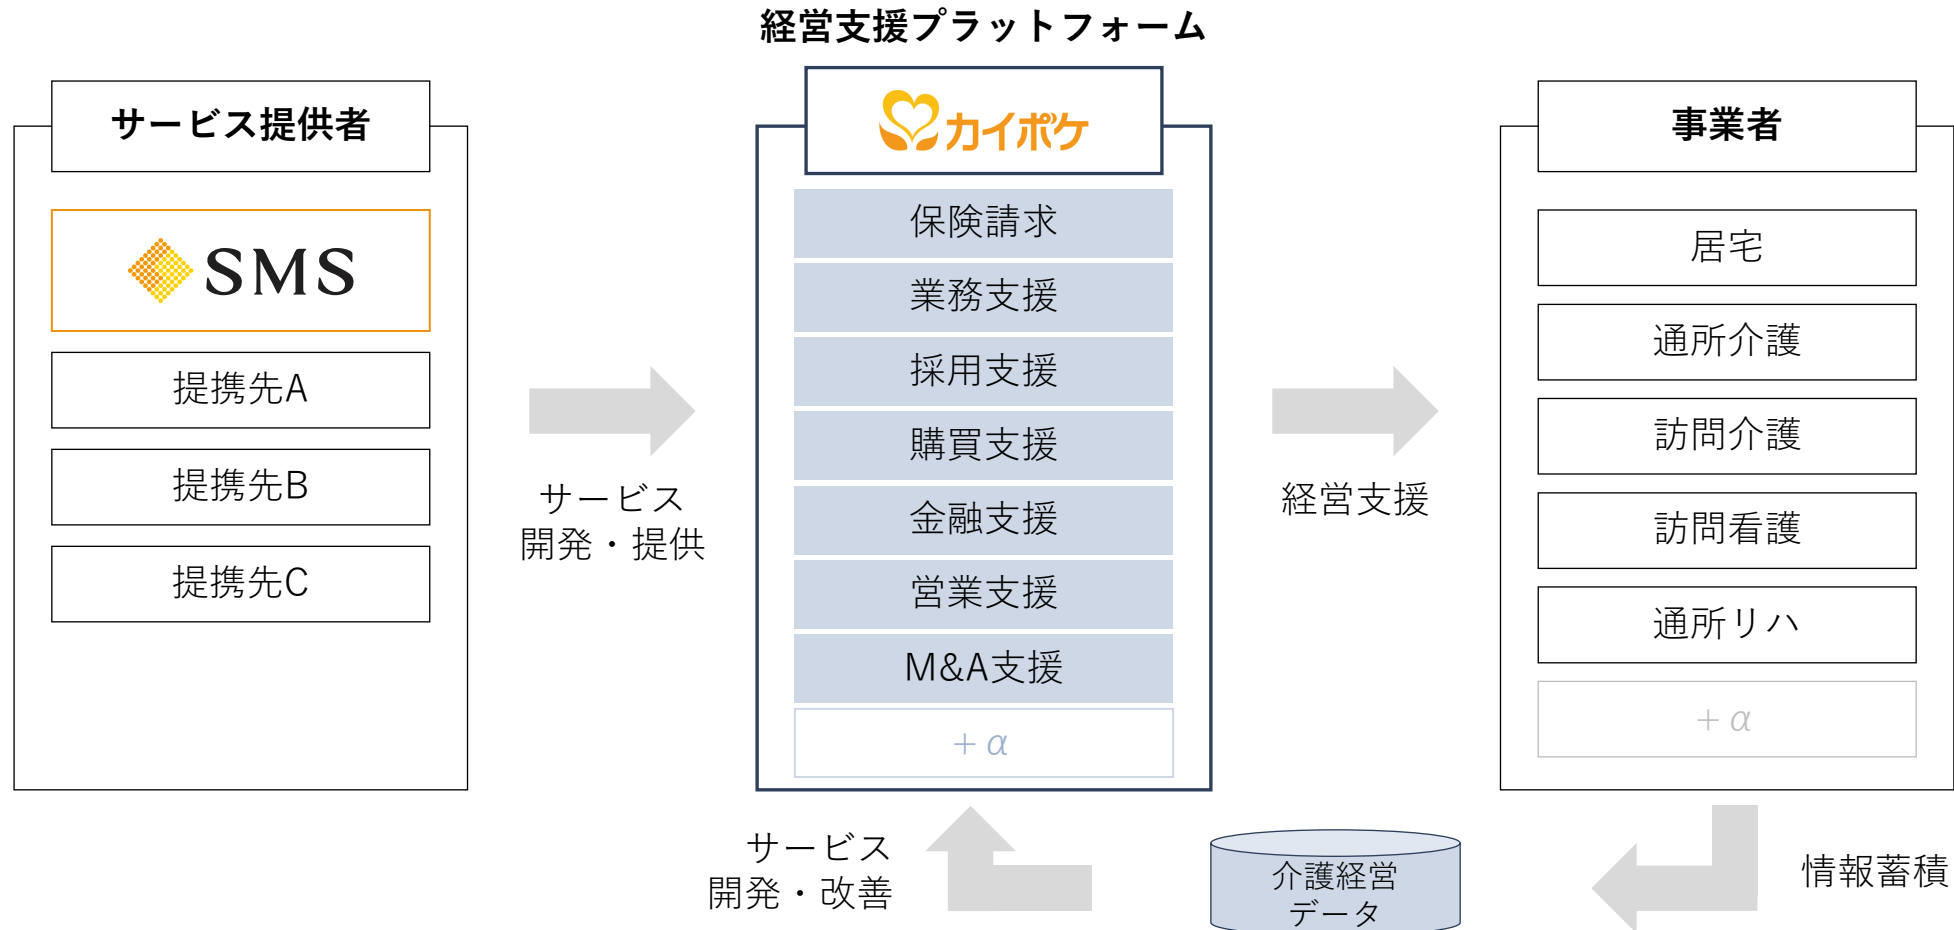 経営支援プラットフォーム
サービス提供者
SMS
提携先A
提携先B
提携先C
サービス
開発・提供
カイポケ
保険請求
業務支援
採用支援
購買支援
金融支援
営業支援
M&A支援
+α
経営支援
事業者
居宅
通所介護
訪問介護
訪問看護
通所リハ
+α
情報蓄積
介護経営
データ
サービス
開発・改善